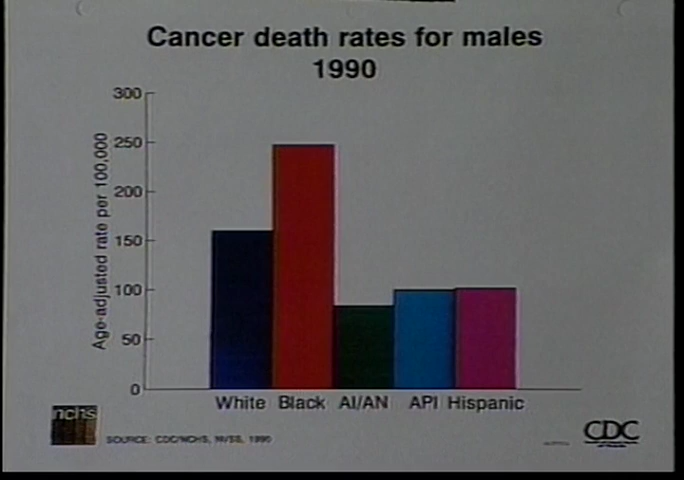 Cancer death rates for males
1990
300
250
200
150
100
50
0
Age-adjusted rate per 100,000
White Black AI/AN API Hispanic
nchs
SOURCE: CDC/NCHS, NVSS, 1990
CDC